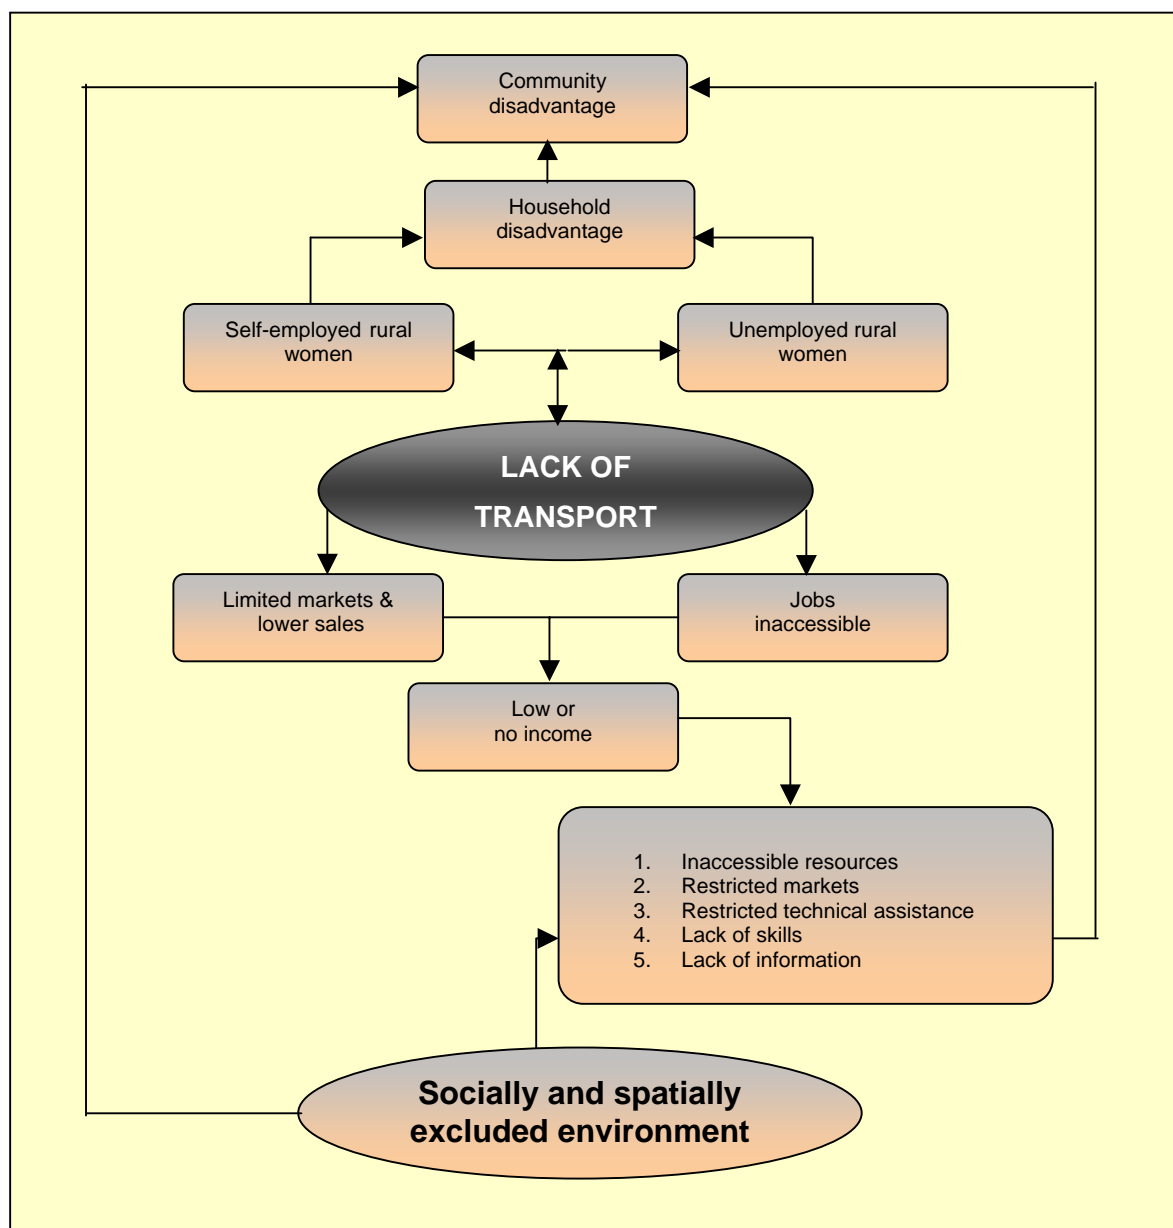 Community
disadvantage
Household
disadvantage
Self-employed rural
women
Unemployed rural
women
LACK OF
TRANSPORT
Limited markets &
lower sales
Jobs
inaccessible
Low or
no income
1. Inaccessible resources
2. Restricted markets
3. Restricted technical assistance
4. Lack of skills
5. Lack of information
Socially and spatially
excluded environment